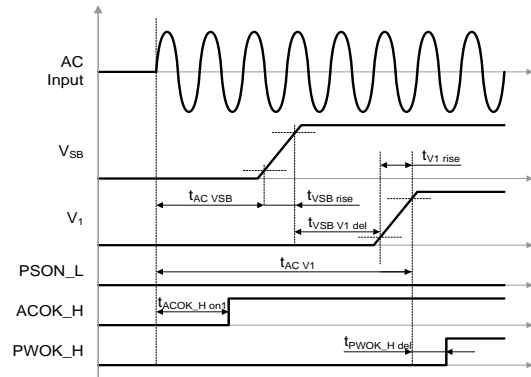 AC
Input
VSB
tV1 rise
tAC VSB
tVSB rise
V1
tVSB V1 del
tAC V1
PSON_L
tACOK_H on1
ACOK_H
tPWOK_H del
PWOK_H